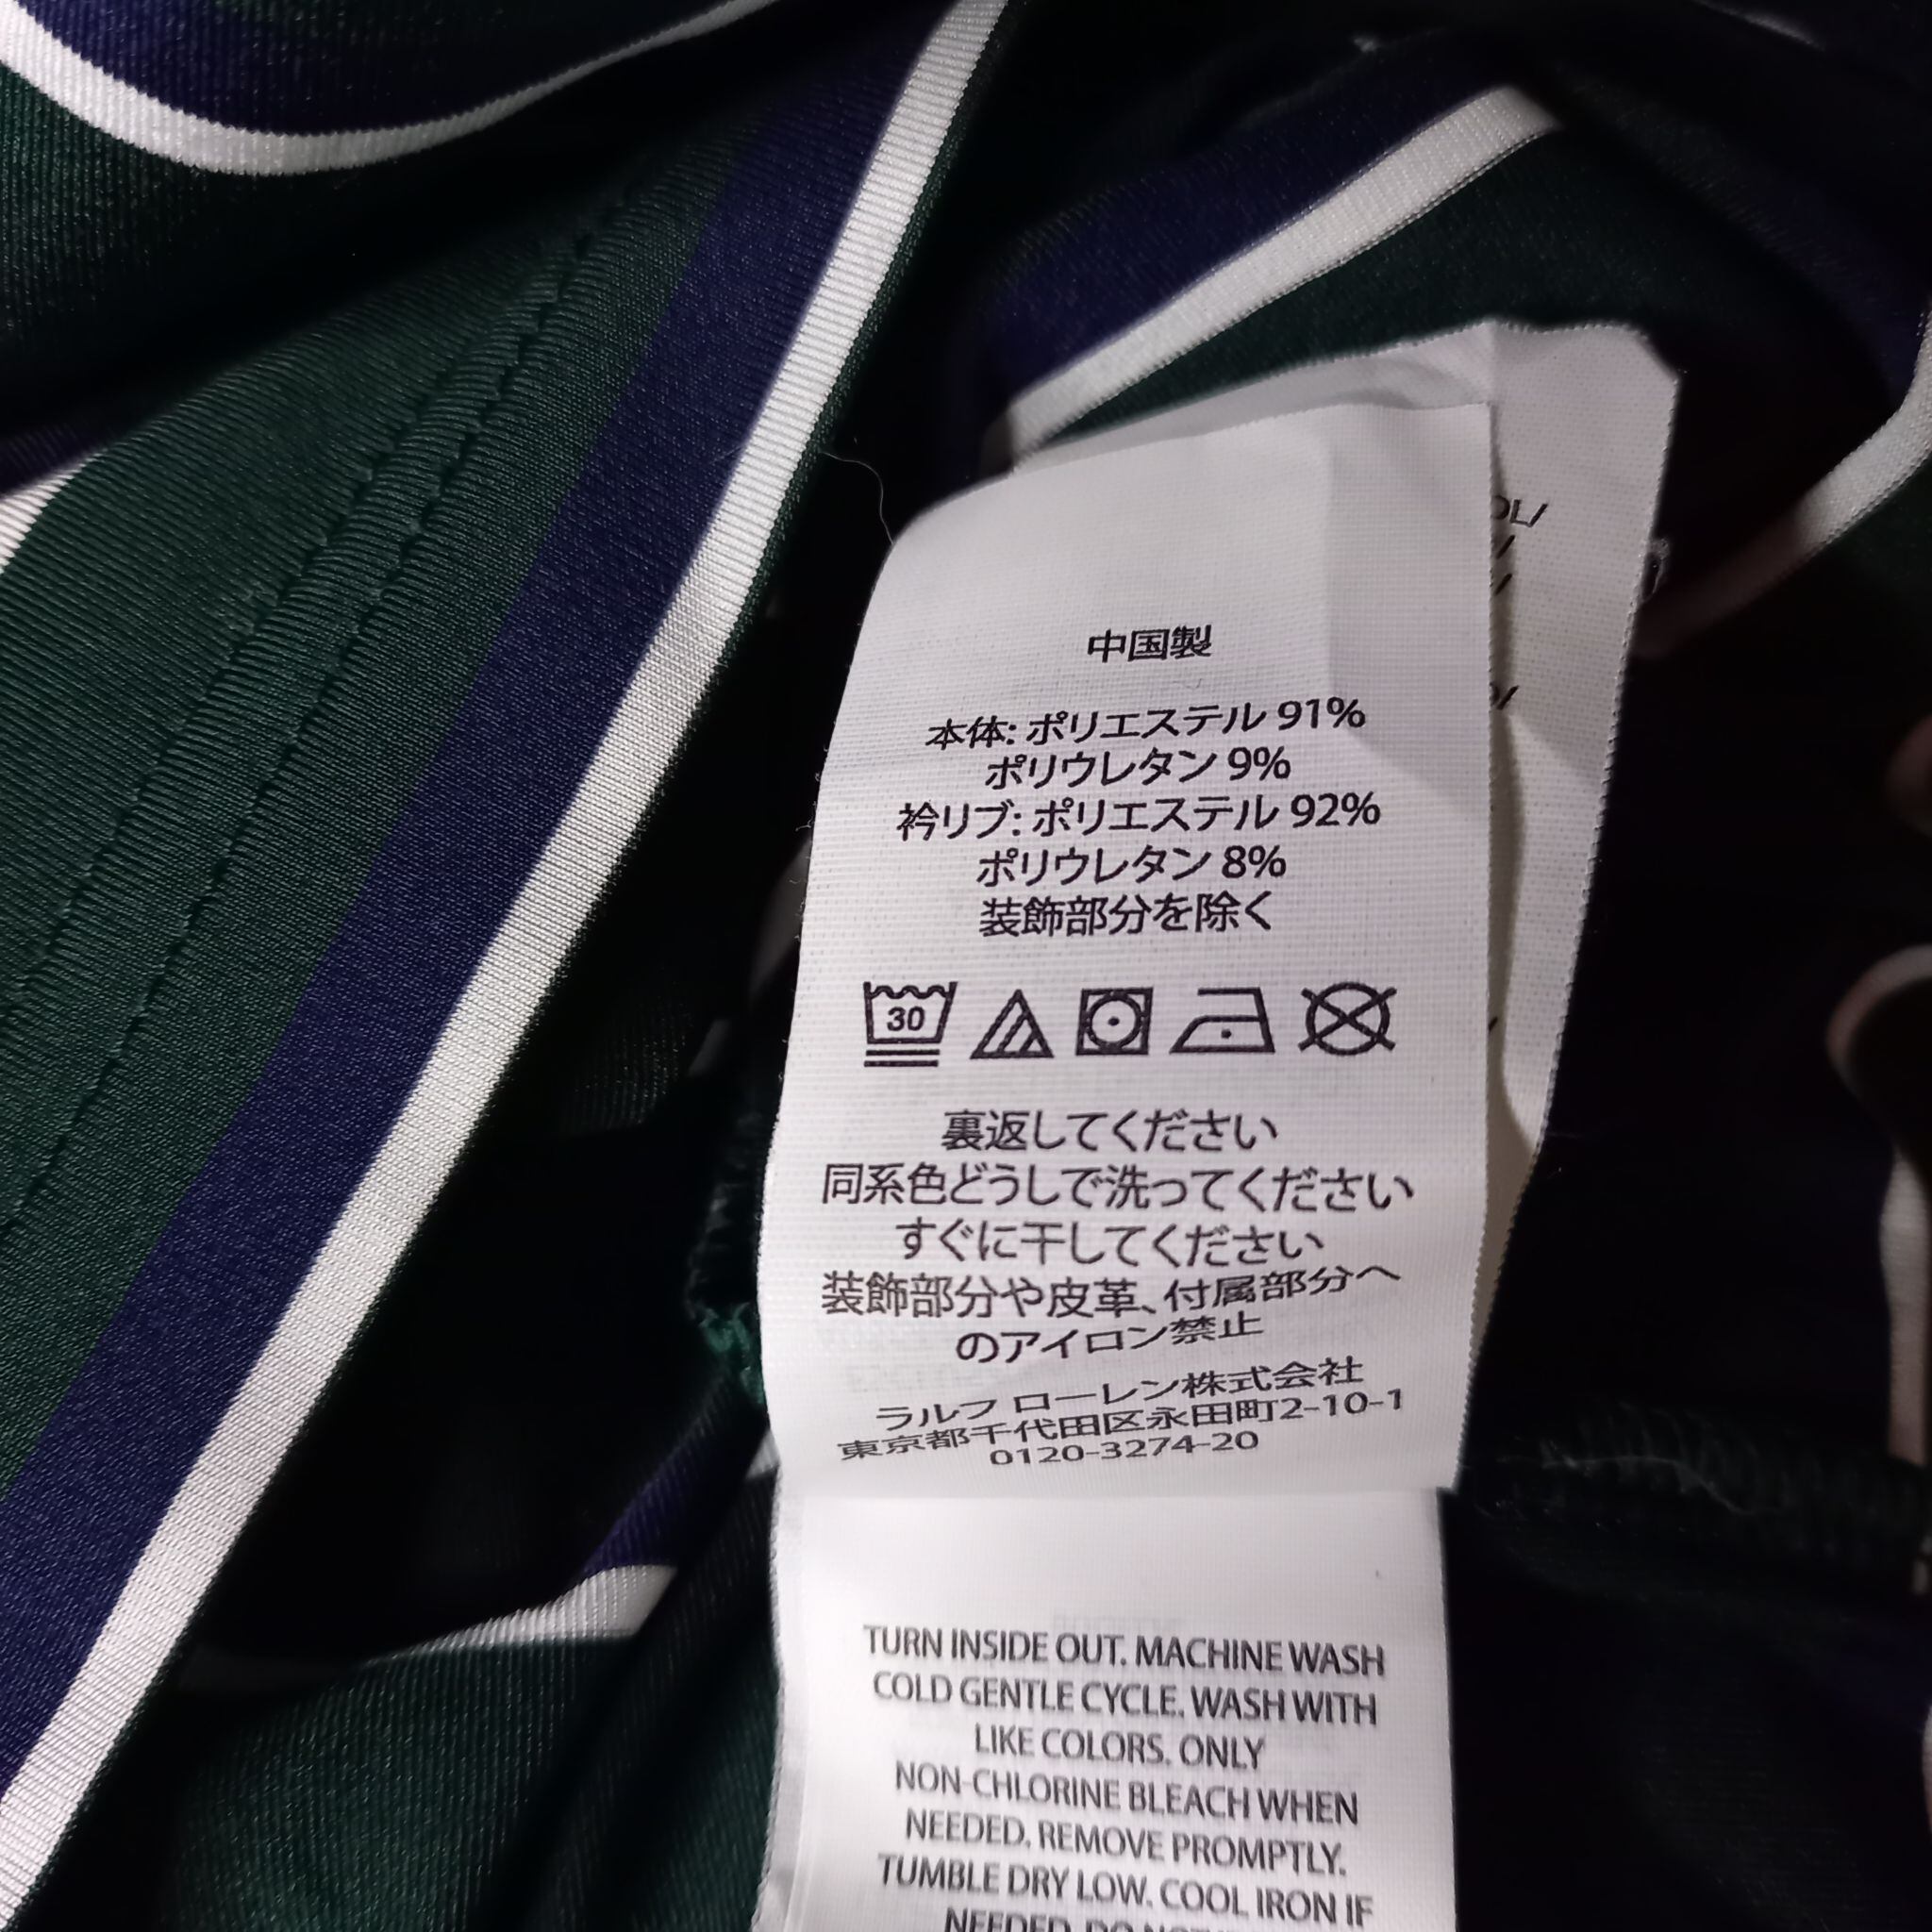 中国製
本体: ポリエステル 91%
ポリウレタン 9%
衿リブ: ポリエステル 92%
ポリウレタン 8%
装飾部分を除く
30
裏返してください
同系色どうしで洗ってください
すぐに干してください
装飾部分や皮革、付属部分へ
のアイロン禁止
ラルフ ローレン株式会社
東京都千代田区永田町2-10-1
0120-3274-20
TURN INSIDE OUT. MACHINE WASH
COLD GENTLE CYCLE. WASH WITH
LIKE COLORS. ONLY
NON-CHLORINE BLEACH WHEN
NEEDED. REMOVE PROMPTLY.
TUMBLE DRY LOW. COOL IRON IF
NEEDED. DO NOT